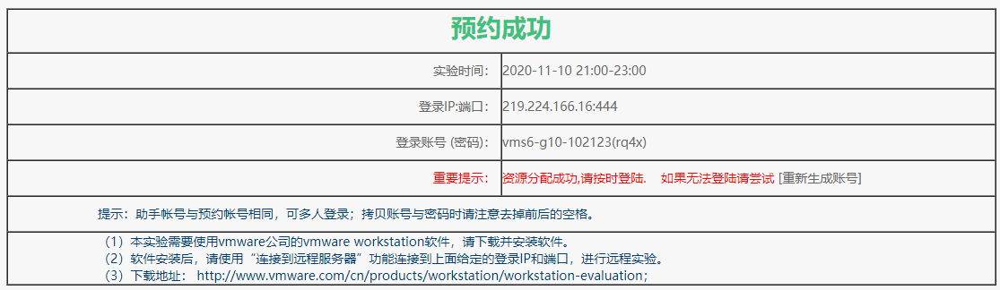 预约成功
实验时间： 2020-11-10 21:00-23:00
登录IP:端口： 219.224.166.16:444
登录账号 (密码)： vms6-g10-102123(rq4x)
重要提示： 资源分配成功,请按时登陆. 如果无法登陆请尝试 [重新生成账号]
提示：助手帐号与预约帐号相同，可多人登录；拷贝账号与密码时请注意去掉前后的空格。
（1）本实验需要使用vmware公司的vmware workstation软件，请下载并安装软件。
（2）软件安装后，请使用“连接到远程服务器”功能连接到上面给定的登录IP和端口，进行远程实验。
（3）下载地址： http://www.vmware.com/cn/products/workstation/workstation-evaluation；